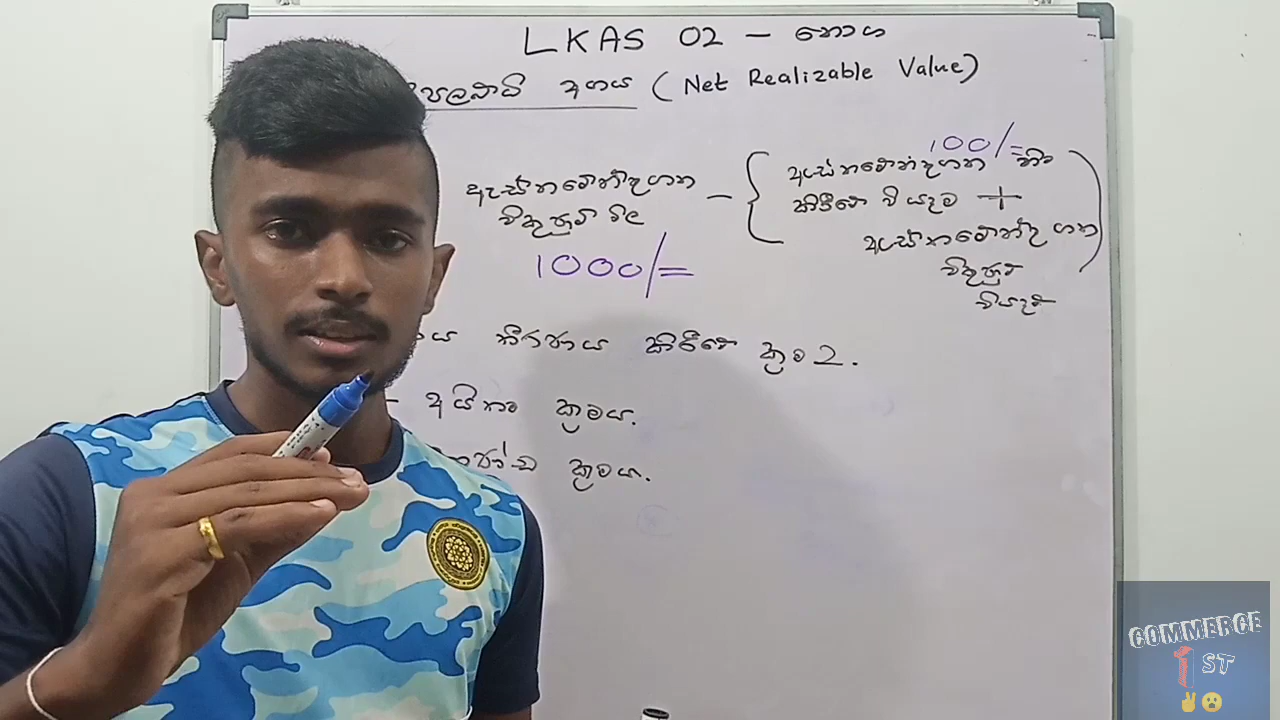 LKAS 02 - තොග
අගය (Net Realizable Value)
100/=
ඇස්තමේන්තුගත - { ඇස්තමේන්තුගත නිම
විකුණුම් මිල කිරීමේ වියදම +
ඇස්තමේන්තුගත
1000/= විකුණුම්
වියදම්
කිරීමේ ක්‍රම 2.
- අයිතම ක්‍රමය.
ක්‍රමය.
COMMERCE
1ST